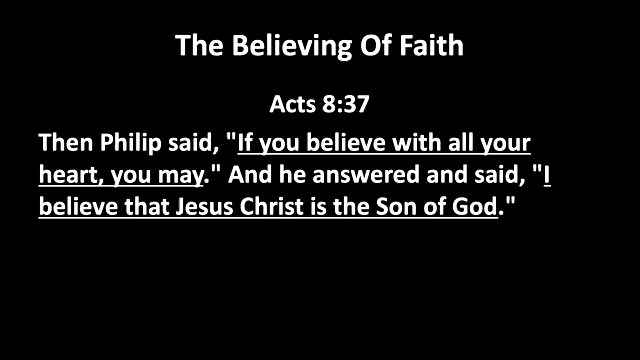 The Believing Of Faith
Acts 8:37
Then Philip said, "If you believe with all your
heart, you may." And he answered and said, "I
believe that Jesus Christ is the Son of God."